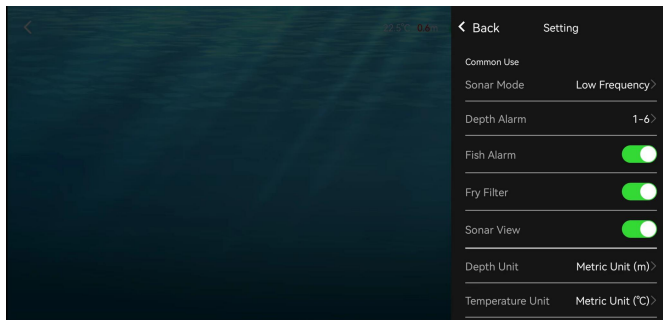 Back Setting
Common Use
Sonar Mode Low Frequency
Depth Alarm 1-6
Fish Alarm
Fry Filter
Sonar View
Depth Unit Metric Unit (m)
Temperature Unit Metric Unit (℃)